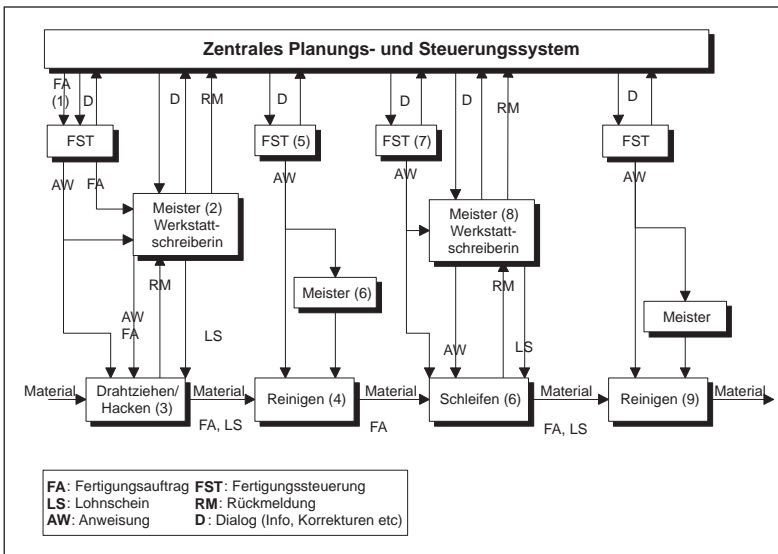 Zentrales Planungs- und Steuerungssystem
FA
(1)
D
D
RM
D
D
D
RM
D
FST
FST (5)
FST (7)
FST
AW
FA
AW
AW
AW
Meister (2)
Werkstatt-
schreiberin
Meister (8)
Werkstatt-
schreiberin
RM
Meister (6)
RM
Meister
AW
FA
LS
AW
LS
Material
Drahtziehen/
Hacken (3)
Material
Reinigen (4)
Material
Schleifen (6)
Material
Reinigen (9)
Material
FA, LS
FA
FA, LS
FA: Fertigungsauftrag FST: Fertigungssteuerung
LS: Lohnschein RM: Rückmeldung
AW: Anweisung D: Dialog (Info, Korrekturen etc)